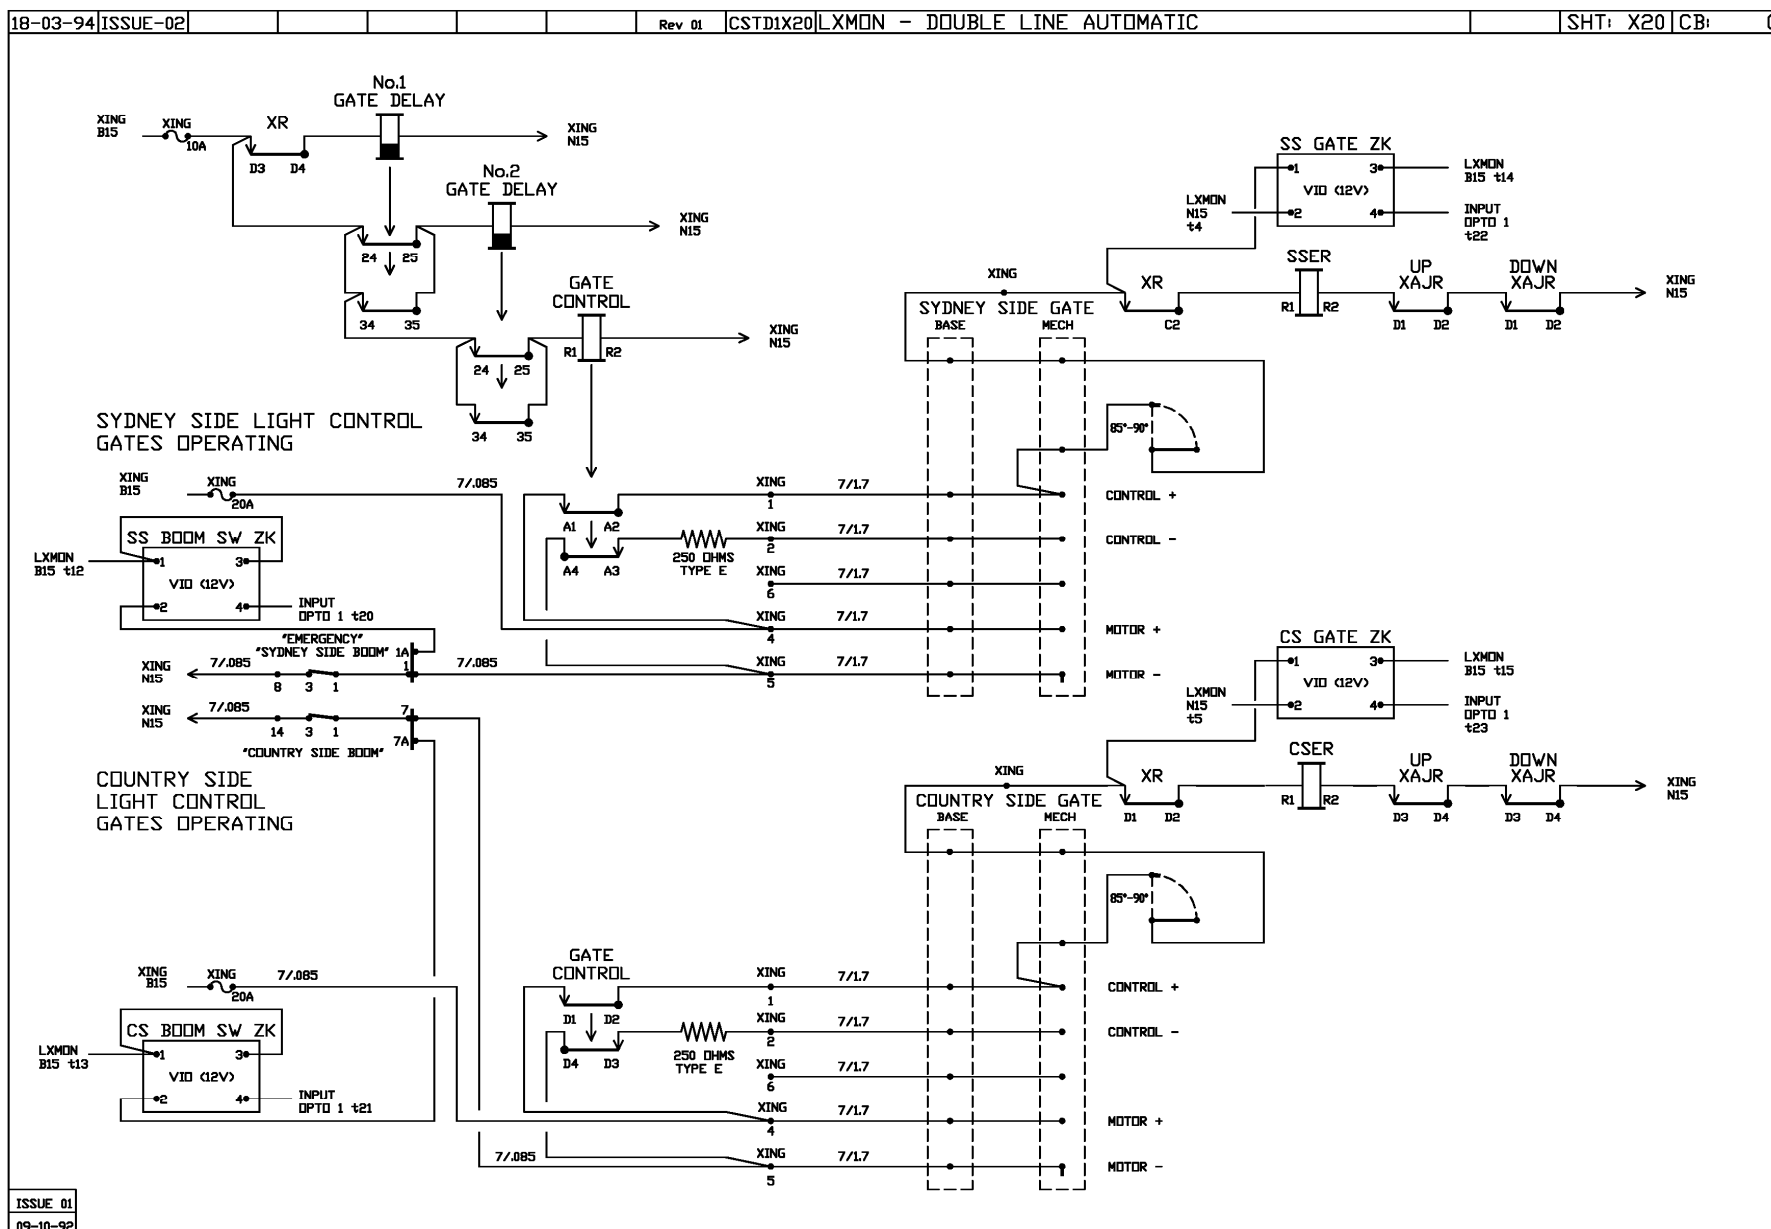 18-03-94 ISSUE-02 Rev 01 CSTD1X20 LXMON - DOUBLE LINE AUTOMATIC SHT: X20 CB:
No.1
GATE DELAY
XING
B15
XING
10A
XR
D3 D4
XING
N15
No.2
GATE DELAY
24 25
34 35
XING
N15
GATE
CONTROL
R1 R2
24 25
34 35
XING
N15
SS GATE ZK
1 3
VIO (12V)
2 4
LXMON
B15 t14
LXMON
N15
t4
INPUT
OPTO 1
t22
XING
XR
C2
SSER
R1 R2
UP
XAJR
D1 D2
DOWN
XAJR
D1 D2
XING
N15
SYDNEY SIDE GATE
BASE MECH
85°-90°
SYDNEY SIDE LIGHT CONTROL
GATES OPERATING
XING
B15
XING
20A
7/.085
A1 A2
A4 A3
250 OHMS
TYPE E
XING
1
7/1.7
CONTROL +
XING
2
7/1.7
CONTROL -
XING
6
7/1.7
XING
4
7/1.7
MOTOR +
XING
5
7/1.7
MOTOR -
SS BOOM SW ZK
LXMON
B15 t12
1 3
VIO (12V)
2 4
INPUT
OPTO 1 t20
"EMERGENCY"
"SYDNEY SIDE BOOM" 1A
1
XING
N15
7/.085
8 3 1
7/.085
XING
N15
7/.085
14 3 1
7
7A
"COUNTRY SIDE BOOM"
COUNTRY SIDE
LIGHT CONTROL
GATES OPERATING
CS GATE ZK
1 3
VIO (12V)
2 4
LXMON
B15 t15
LXMON
N15
t5
INPUT
OPTO 1
t23
XING
XR
D1 D2
CSER
R1 R2
UP
XAJR
D3 D4
DOWN
XAJR
D3 D4
XING
N15
COUNTRY SIDE GATE
BASE MECH
85°-90°
XING
B15
XING
20A
7/.085
GATE
CONTROL
D1 D2
D4 D3
250 OHMS
TYPE E
XING
1
7/1.7
CONTROL +
XING
2
7/1.7
CONTROL -
XING
6
7/1.7
XING
4
7/1.7
MOTOR +
7/.085
XING
5
7/1.7
MOTOR -
CS BOOM SW ZK
LXMON
B15 t13
1 3
VIO (12V)
2 4
INPUT
OPTO 1 t21
ISSUE 01
09-10-92